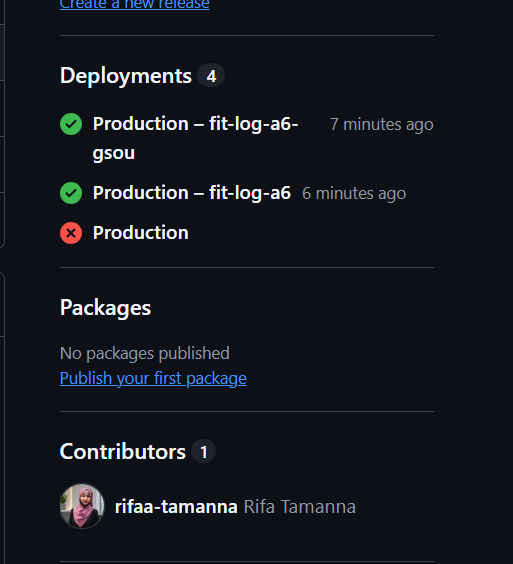 Create a new release
Deployments 4
Production – fit-log-a6-
gsou
7 minutes ago
Production – fit-log-a6 6 minutes ago
Production
Packages
No packages published
Publish your first package
Contributors 1
rifaa-tamanna Rifa Tamanna